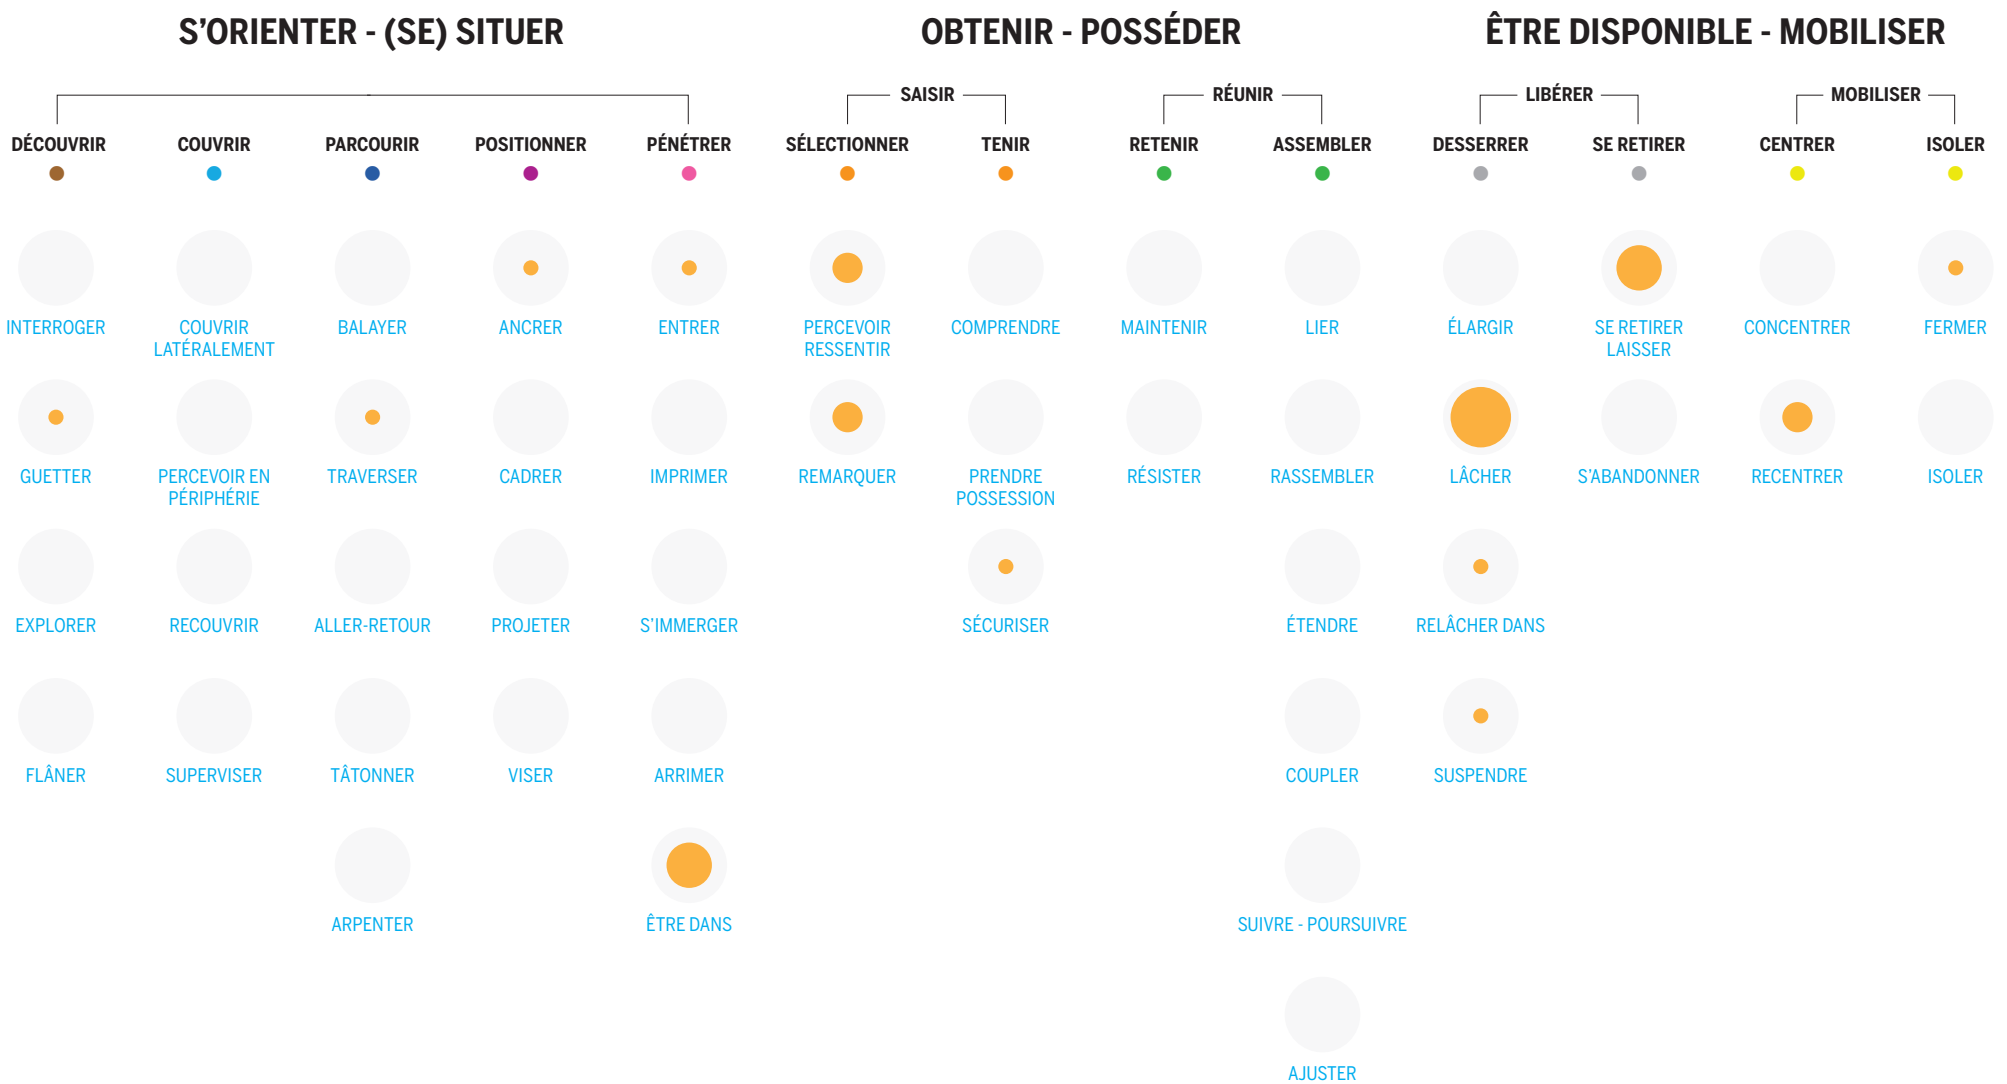 S’ORIENTER - (SE) SITUER
OBTENIR - POSSÉDER
ÊTRE DISPONIBLE - MOBILISER
SAISIR
RÉUNIR
LIBÉRER
MOBILISER
DÉCOUVRIR
COUVRIR
PARCOURIR
POSITIONNER
PÉNÉTRER
SÉLECTIONNER
TENIR
RETENIR
ASSEMBLER
DESSERRER
SE RETIRER
CENTRER
ISOLER
INTERROGER
COUVRIR
LATÉRALEMENT
BALAYER
ANCRER
ENTRER
PERCEVOIR
RESSENTIR
COMPRENDRE
MAINTENIR
LIER
ÉLARGIR
SE RETIRER
LAISSER
CONCENTRER
FERMER
GUETTER
PERCEVOIR EN
PÉRIPHÉRIE
TRAVERSER
CADRER
IMPRIMER
REMARQUER
PRENDRE
POSSESSION
RÉSISTER
RASSEMBLER
LÂCHER
S’ABANDONNER
RECENTRER
ISOLER
EXPLORER
RECOUVRIR
ALLER-RETOUR
PROJETER
S’IMMERGER
SÉCURISER
ÉTENDRE
RELÂCHER DANS
FLÂNER
SUPERVISER
TÂTONNER
VISER
ARRIMER
COUPLER
SUSPENDRE
ARPENTER
ÊTRE DANS
SUIVRE - POURSUIVRE
AJUSTER